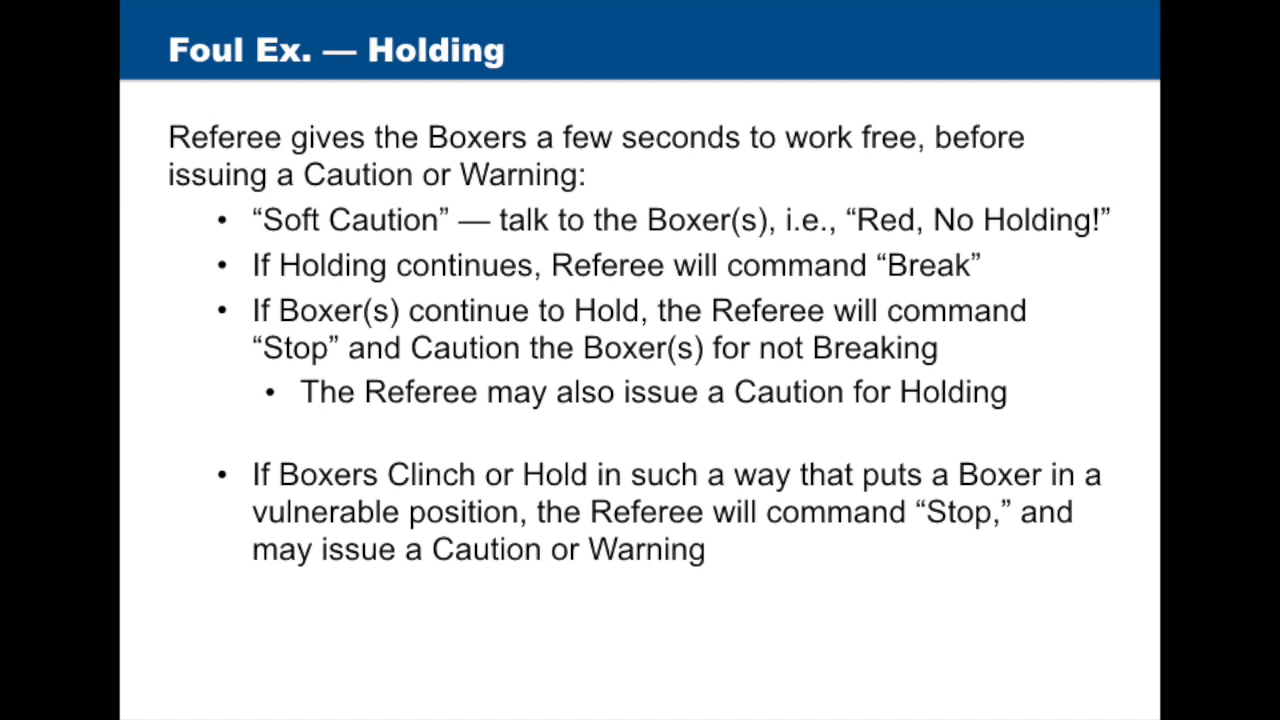 Foul Ex. — Holding
Referee gives the Boxers a few seconds to work free, before
issuing a Caution or Warning:
• “Soft Caution” — talk to the Boxer(s), i.e., “Red, No Holding!”
• If Holding continues, Referee will command “Break”
• If Boxer(s) continue to Hold, the Referee will command
“Stop” and Caution the Boxer(s) for not Breaking
• The Referee may also issue a Caution for Holding
• If Boxers Clinch or Hold in such a way that puts a Boxer in a
vulnerable position, the Referee will command “Stop,” and
may issue a Caution or Warning